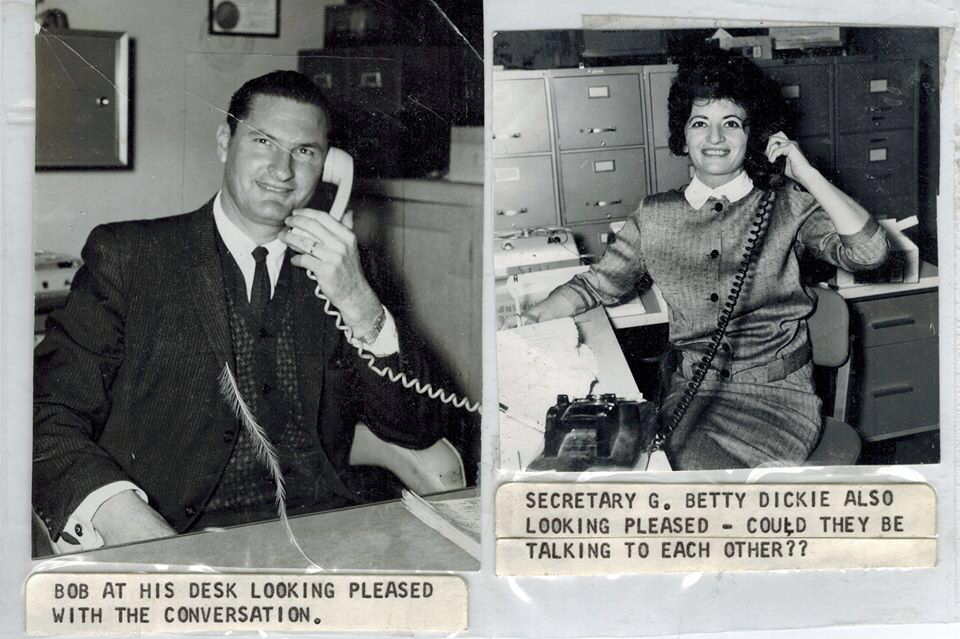 BOB AT HIS DESK LOOKING PLEASED
WITH THE CONVERSATION.
SECRETARY G. BETTY DICKIE ALSO
LOOKING PLEASED - COULD THEY BE
TALKING TO EACH OTHER??